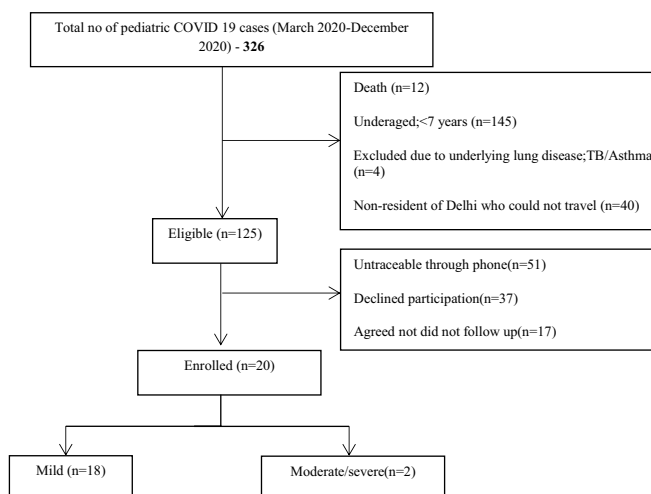 Total no of pediatric COVID 19 cases (March 2020-December
2020) - 326
Death (n=12)
Underaged;<7 years (n=145)
Excluded due to underlying lung disease;TB/Asthma
(n=4)
Non-resident of Delhi who could not travel (n=40)
Eligible (n=125)
Untraceable through phone(n=51)
Declined participation(n=37)
Agreed not did not follow up(n=17)
Enrolled (n=20)
Mild (n=18)
Moderate/severe(n=2)